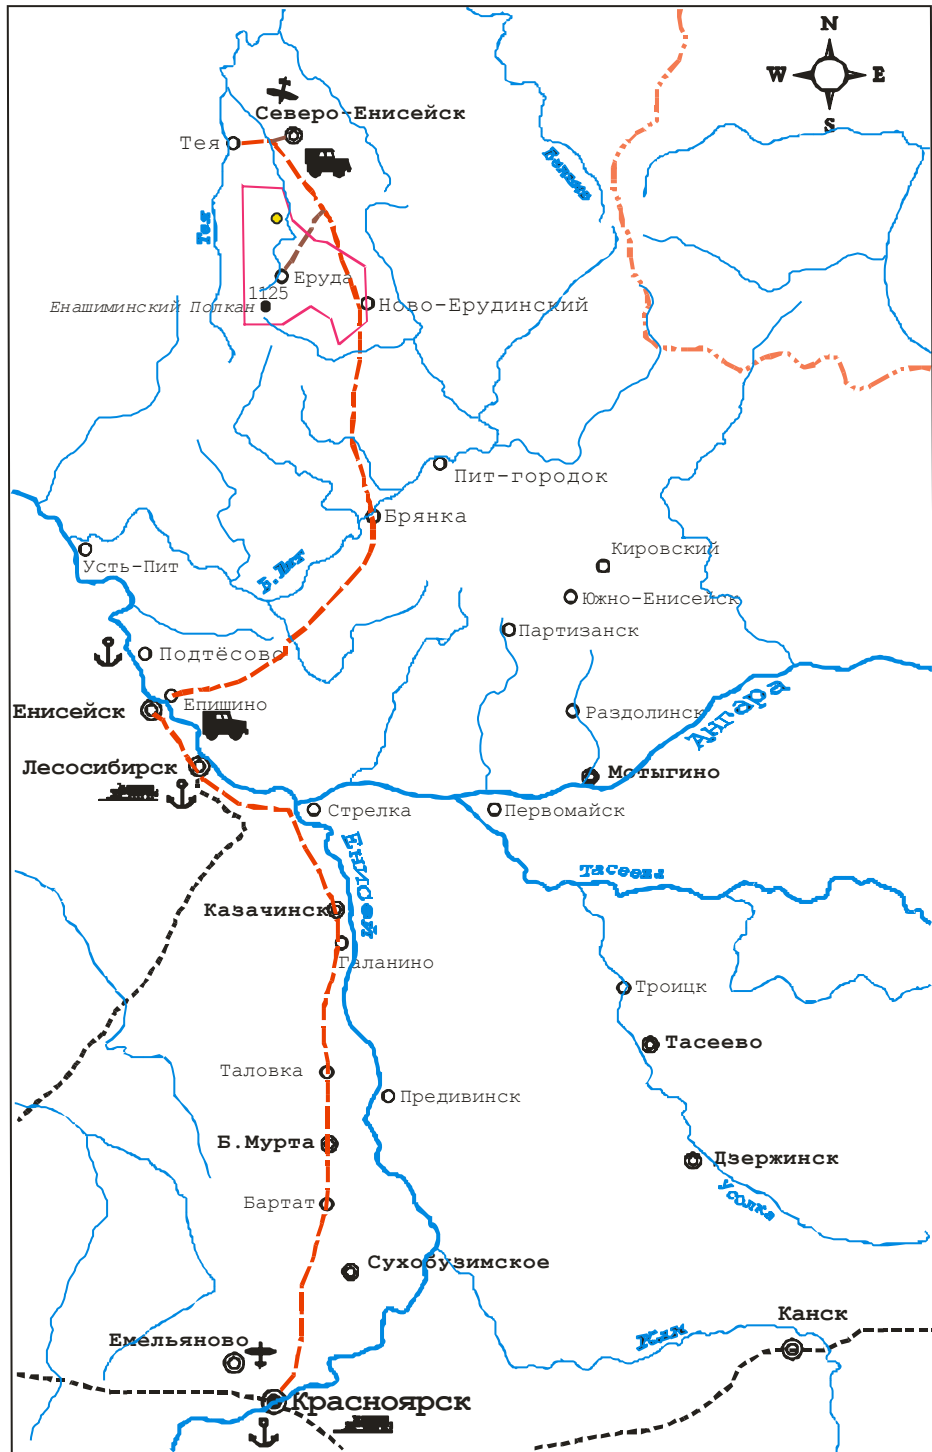 N
W
E
S
Северо-Енисейск
Тея
Тея
Еруда
1125
Енашиминский Полкан
Ново-Ерудинский
Пит-городок
Брянка
Усть-Пит
Б.Пит
Кировский
Южно-Енисейск
Партизанск
Подтёсово
Епишино
Енисейск
Раздолинск
Ангара
Лесосибирск
Мотыгино
Стрелка
Первомайск
Енисей
Тасеева
Казачинск
Галанино
Троицк
Тасеево
Таловка
Предивинск
Б.Мурта
Дзержинск
Усолка
Бартат
Сухобузимское
Канск
Кан
Емельяново
Красноярск